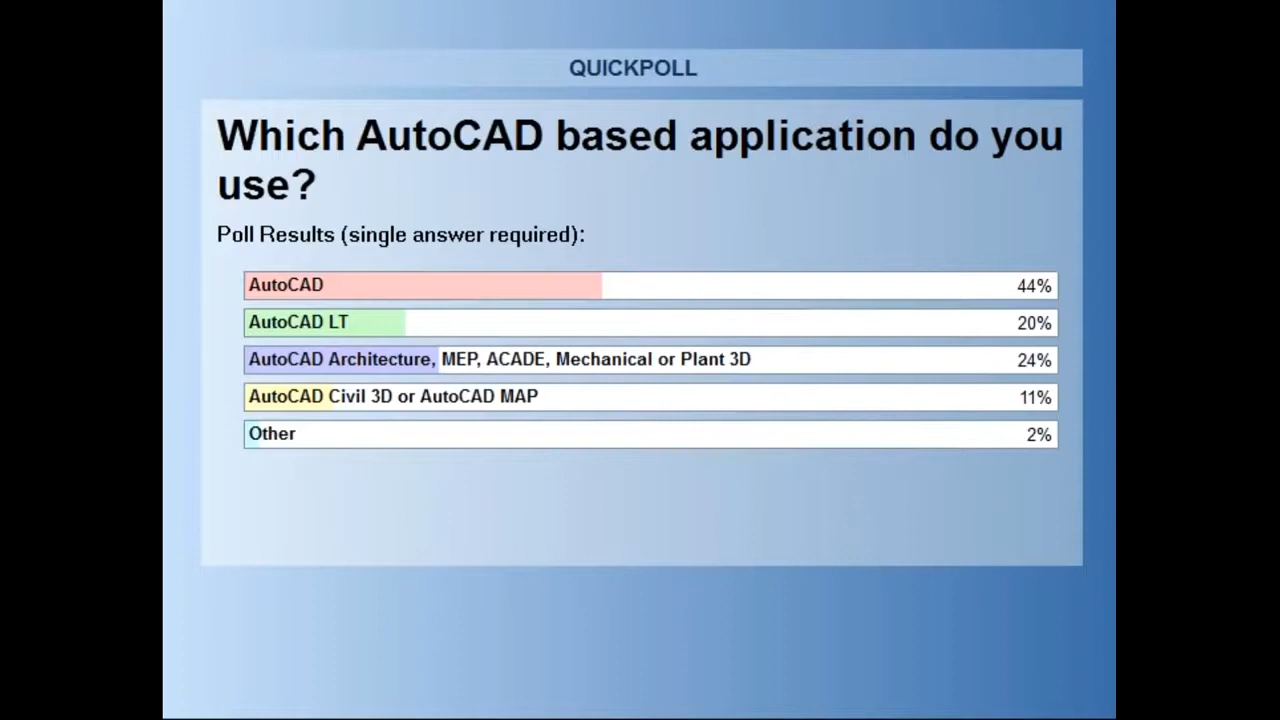 QUICKPOLL
Which AutoCAD based application do you
use?
Poll Results (single answer required):
AutoCAD 44%
AutoCAD LT 20%
AutoCAD Architecture, MEP, ACADE, Mechanical or Plant 3D 24%
AutoCAD Civil 3D or AutoCAD MAP 11%
Other 2%